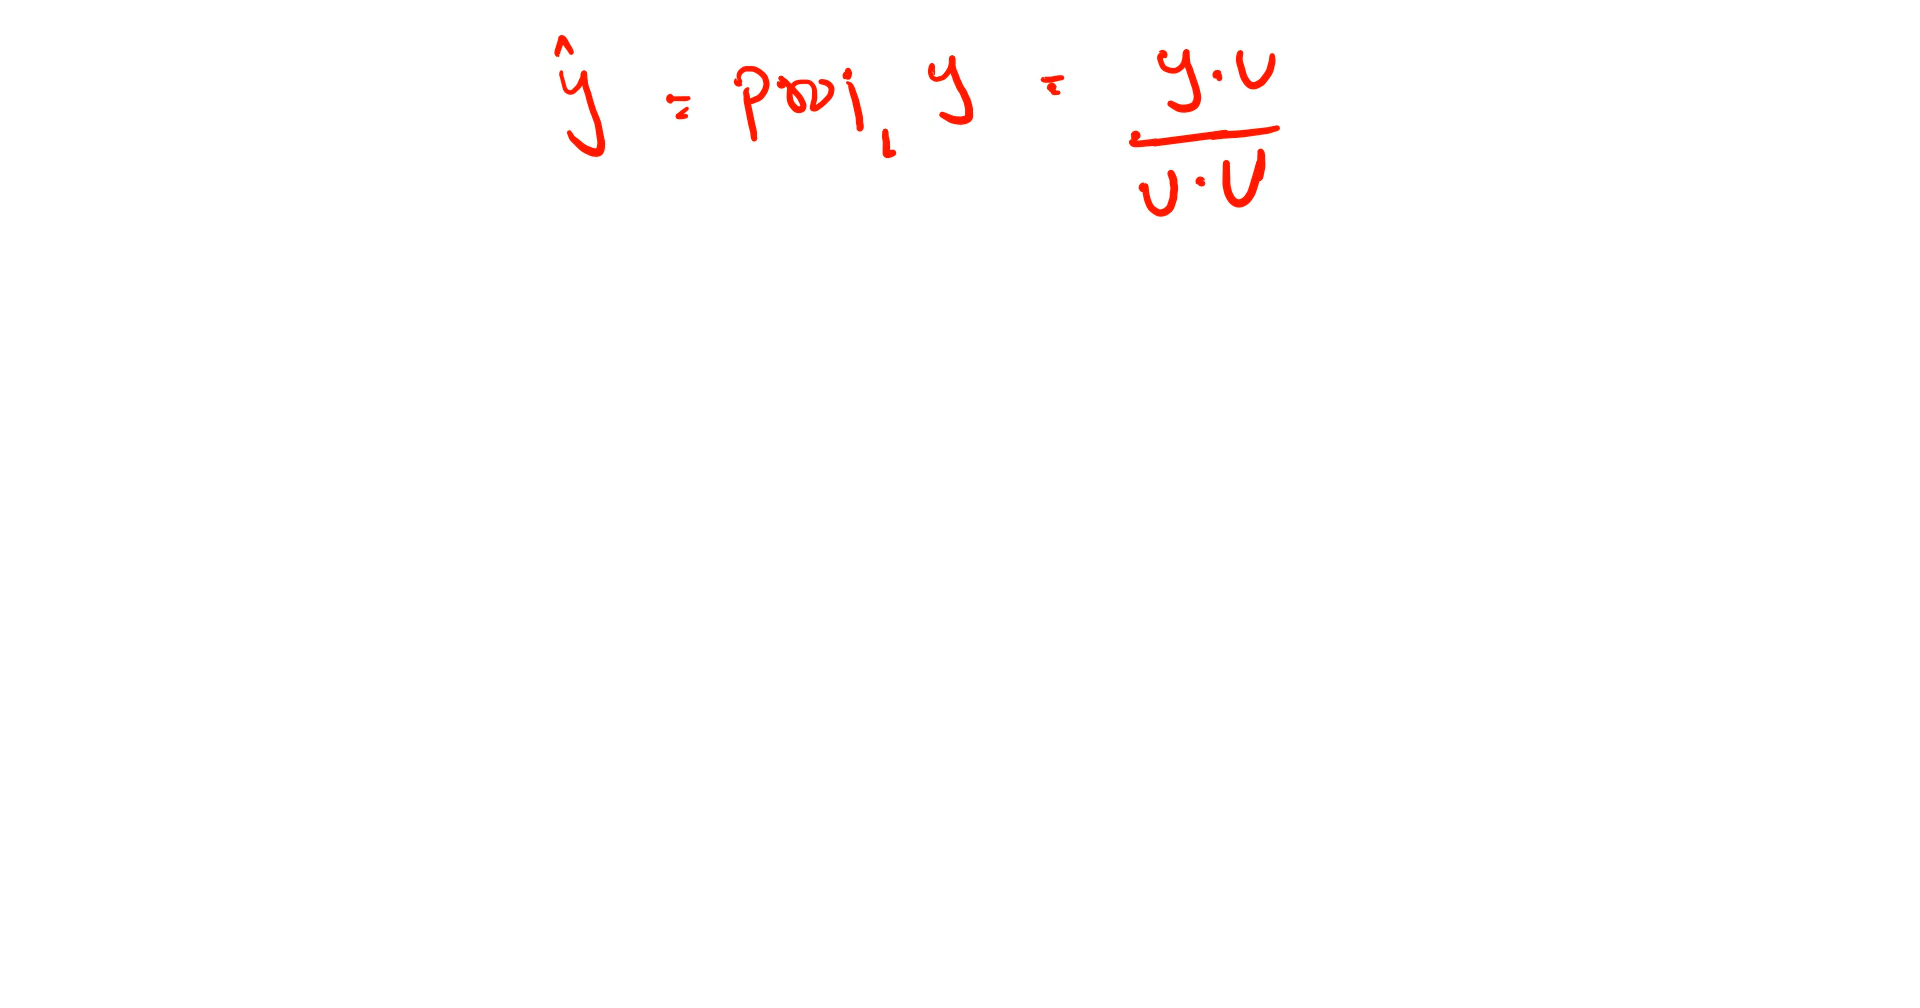 ŷ = proj_L y = (y·u)/(u·u)